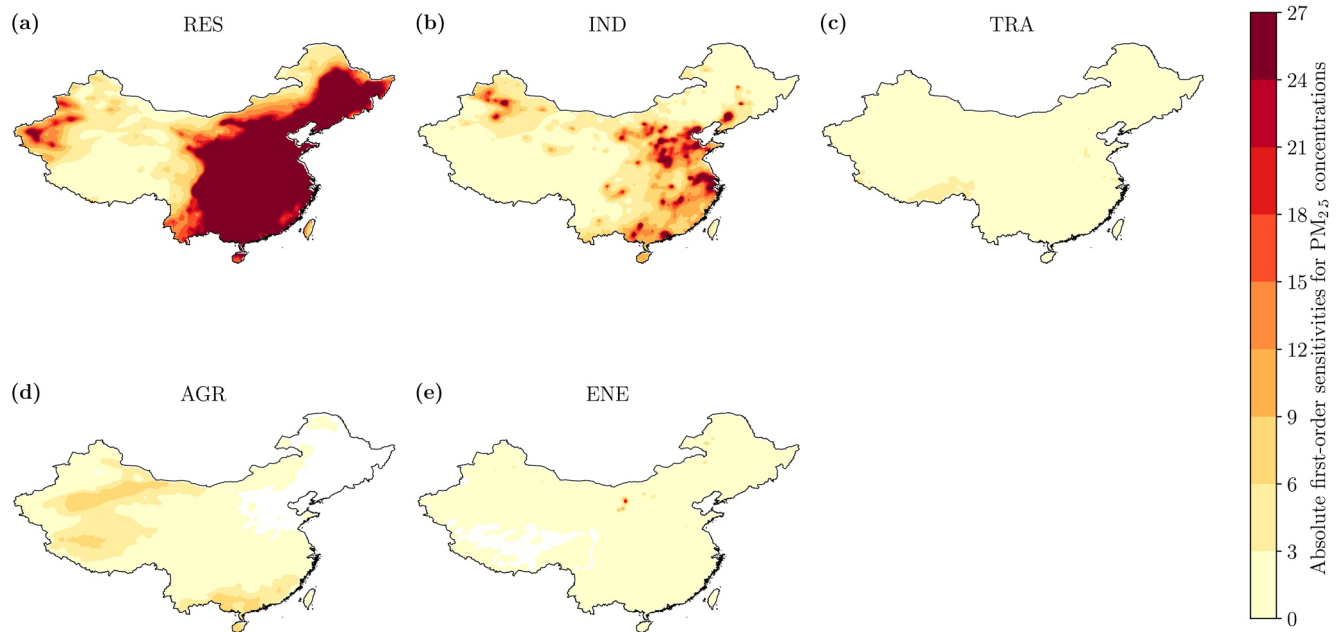 (a) RES
(b) IND
(c) TRA
(d) AGR
(e) ENE
27
24
21
18
15
12
9
6
3
0
Absolute first-order sensitivities for PM2.5 concentrations